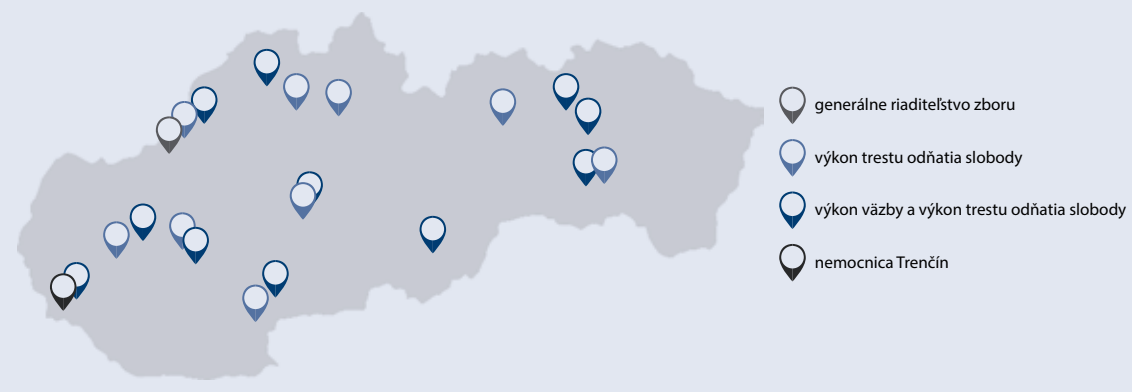 generálne riaditeľstvo zboru
výkon trestu odňatia slobody
výkon väzby a výkon trestu odňatia slobody
nemocnica Trenčín